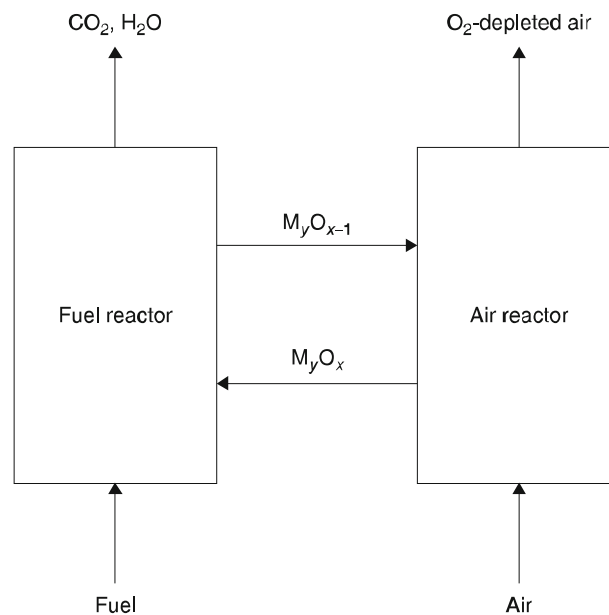 CO₂, H₂O
O₂-depleted air
MyOx–1
Fuel reactor
Air reactor
MyOx
Fuel
Air